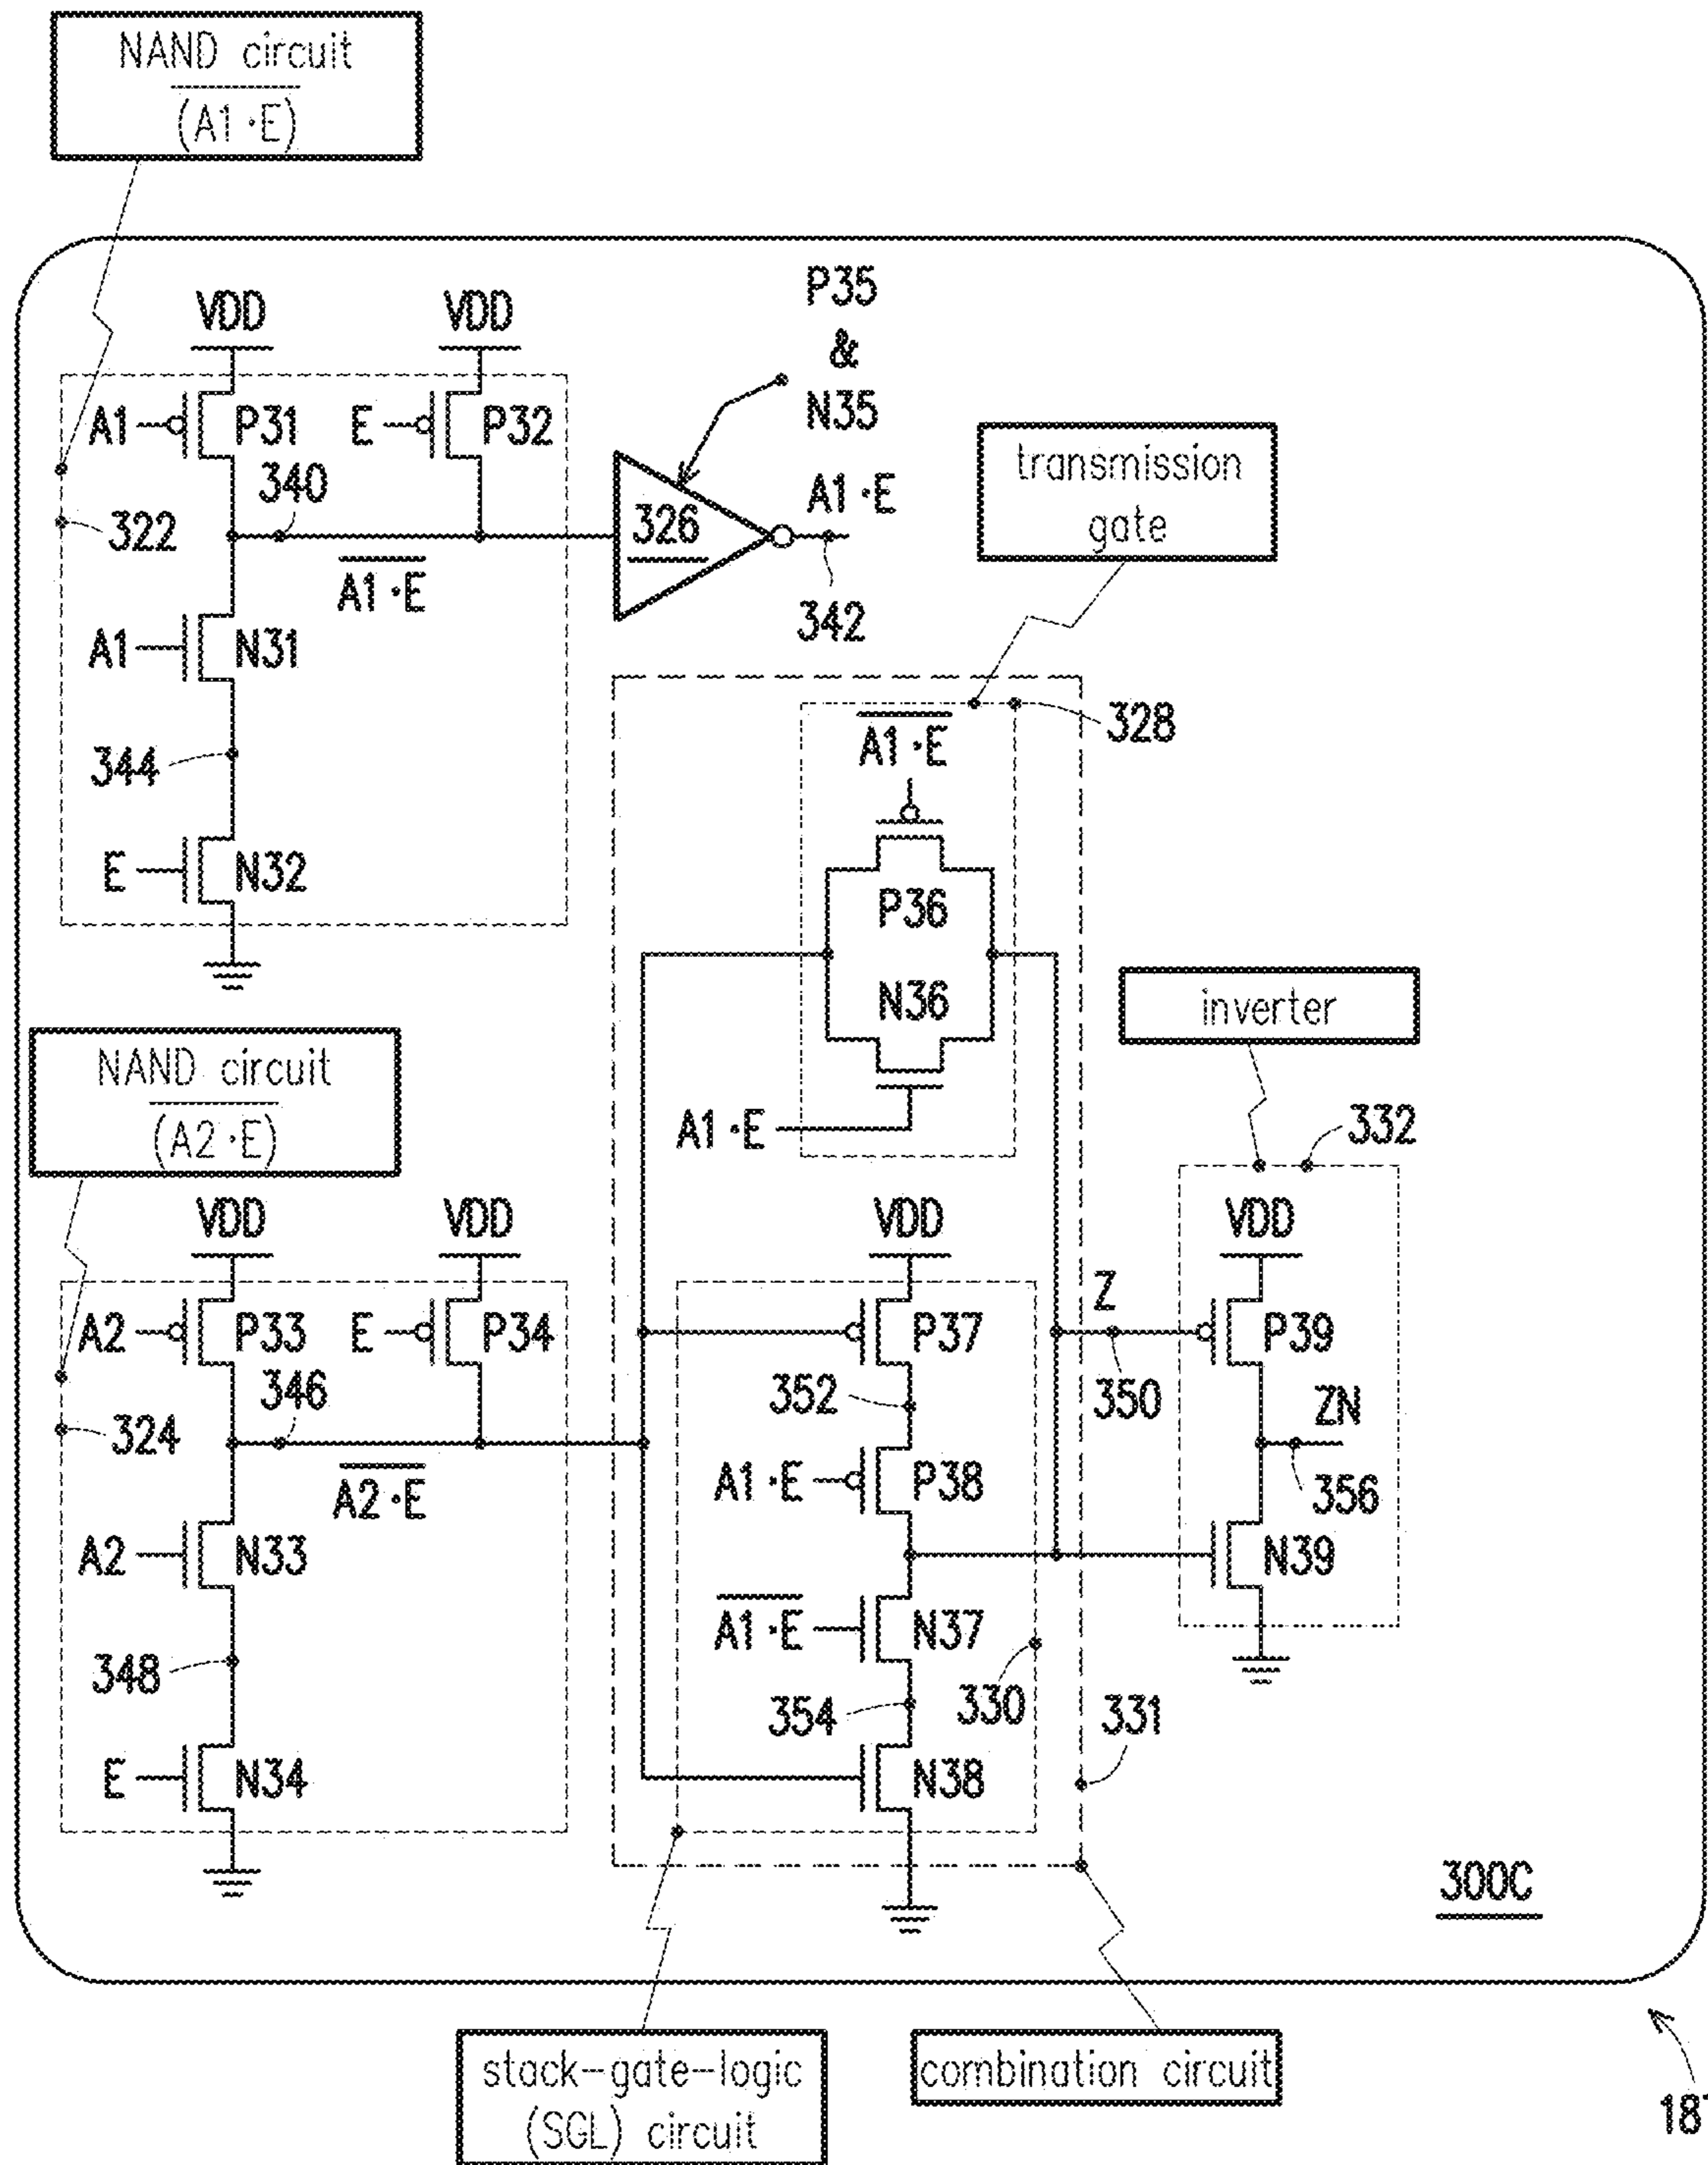 NAND circuit
(A1·E)
P35
&
N35
VDD
VDD
A1
P31
E
P32
340
326
A1·E
342
322
A1·E
transmission
gate
A1
N31
344
E
N32
328
A1·E
P36
N36
A1·E
inverter
332
NAND circuit
(A2·E)
VDD
VDD
A2
P33
E
P34
346
324
A2·E
A2
N33
348
E
N34
VDD
P37
352
A1·E
P38
A1·E
N37
354
330
331
N38
Z
350
VDD
P39
ZN
356
N39
300C
stack-gate-logic
(SGL) circuit
combination circuit